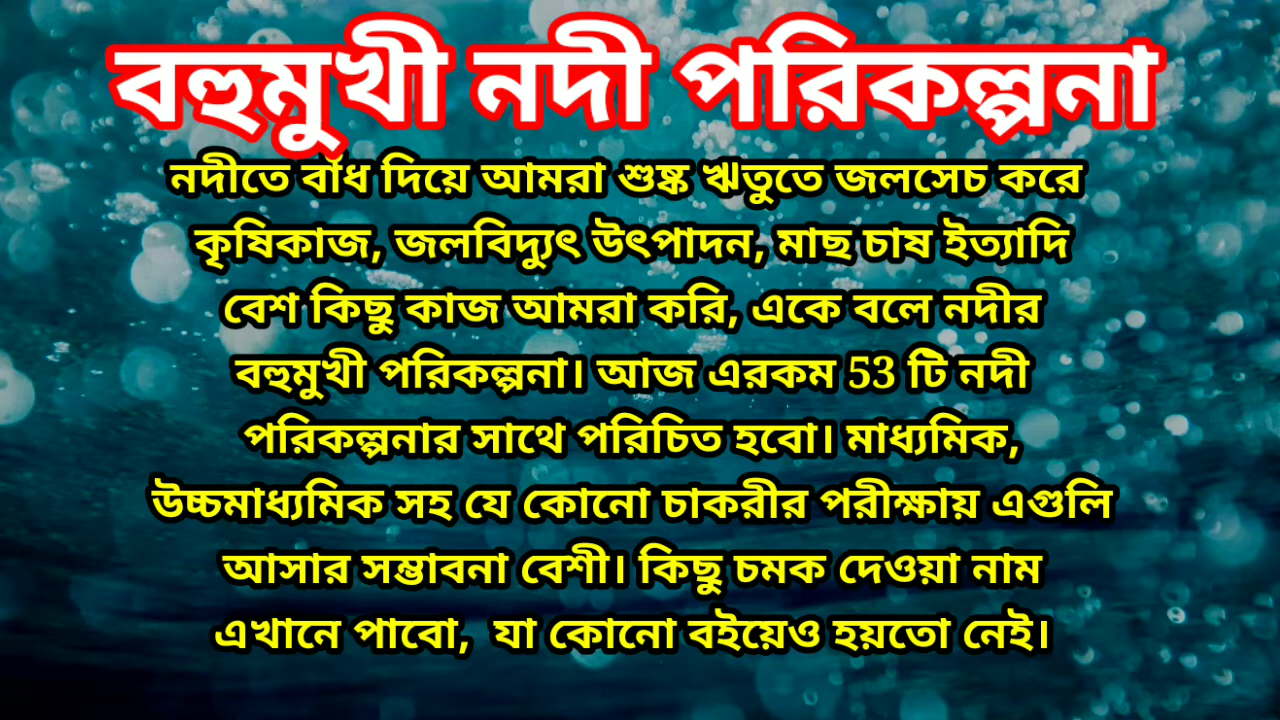 বহুমুখী নদী পরিকল্পনা
নদীতে বাঁধ দিয়ে আমরা শুষ্ক ঋতুতে জলসেচ করে
কৃষিকাজ, জলবিদ্যুৎ উৎপাদন, মাছ চাষ ইত্যাদি
বেশ কিছু কাজ আমরা করি, একে বলে নদীর
বহুমুখী পরিকল্পনা। আজ এরকম 53 টি নদী
পরিকল্পনার সাথে পরিচিত হবো। মাধ্যমিক,
উচ্চমাধ্যমিক সহ যে কোনো চাকরীর পরীক্ষায় এগুলি
আসার সম্ভাবনা বেশী। কিছু চমক দেওয়া নাম
এখানে পাবো, যা কোনো বইয়েও হয়তো নেই।